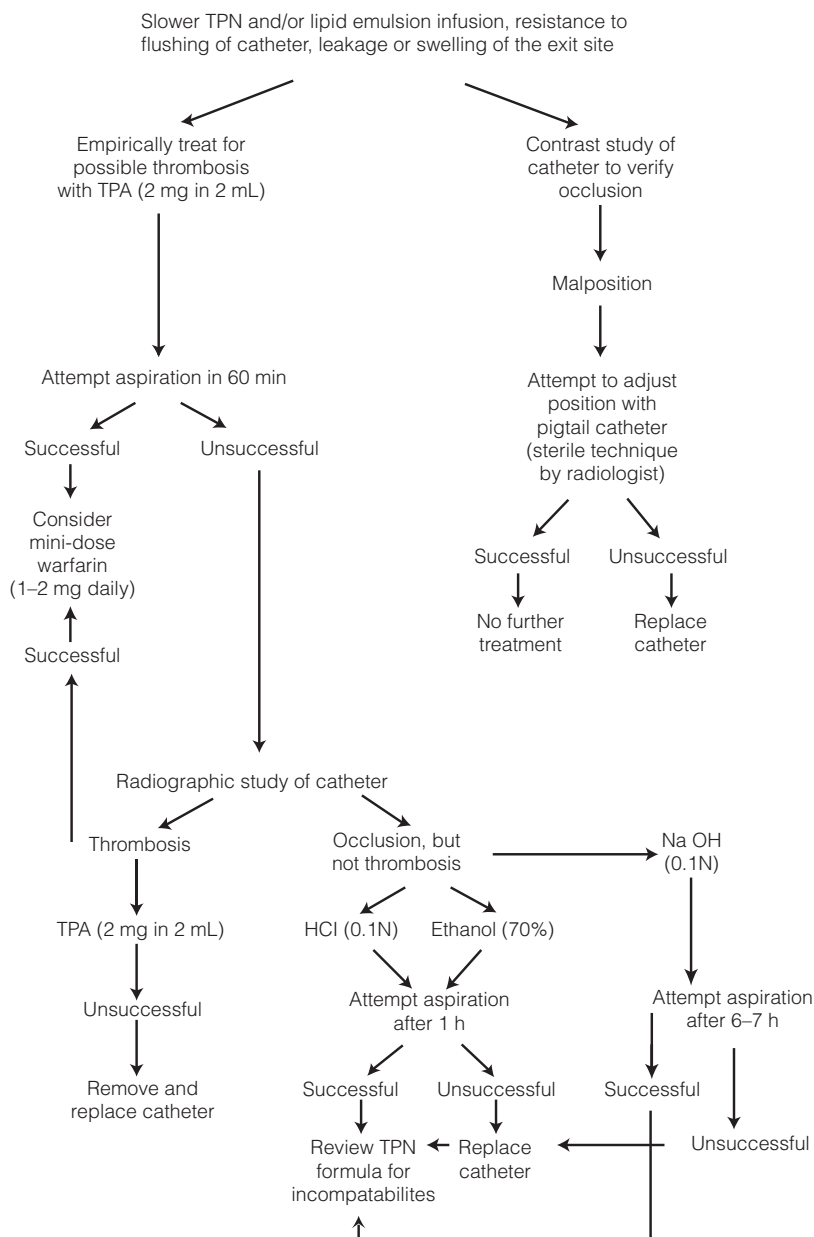 Slower TPN and/or lipid emulsion infusion, resistance to
flushing of catheter, leakage or swelling of the exit site
Empirically treat for
possible thrombosis
with TPA (2 mg in 2 mL)
Contrast study of
catheter to verify
occlusion
Malposition
Attempt aspiration in 60 min
Attempt to adjust
position with
pigtail catheter
(sterile technique
by radiologist)
Successful
Unsuccessful
Consider
mini-dose
warfarin
(1–2 mg daily)
Successful
Successful
Unsuccessful
No further
treatment
Replace
catheter
Radiographic study of catheter
Thrombosis
Occlusion, but
not thrombosis
Na OH
(0.1N)
TPA (2 mg in 2 mL)
HCl (0.1N)
Ethanol (70%)
Unsuccessful
Attempt aspiration
after 1 h
Attempt aspiration
after 6–7 h
Remove and
replace catheter
Successful
Unsuccessful
Successful
Review TPN
formula for
incompatabilites
Replace
catheter
Unsuccessful